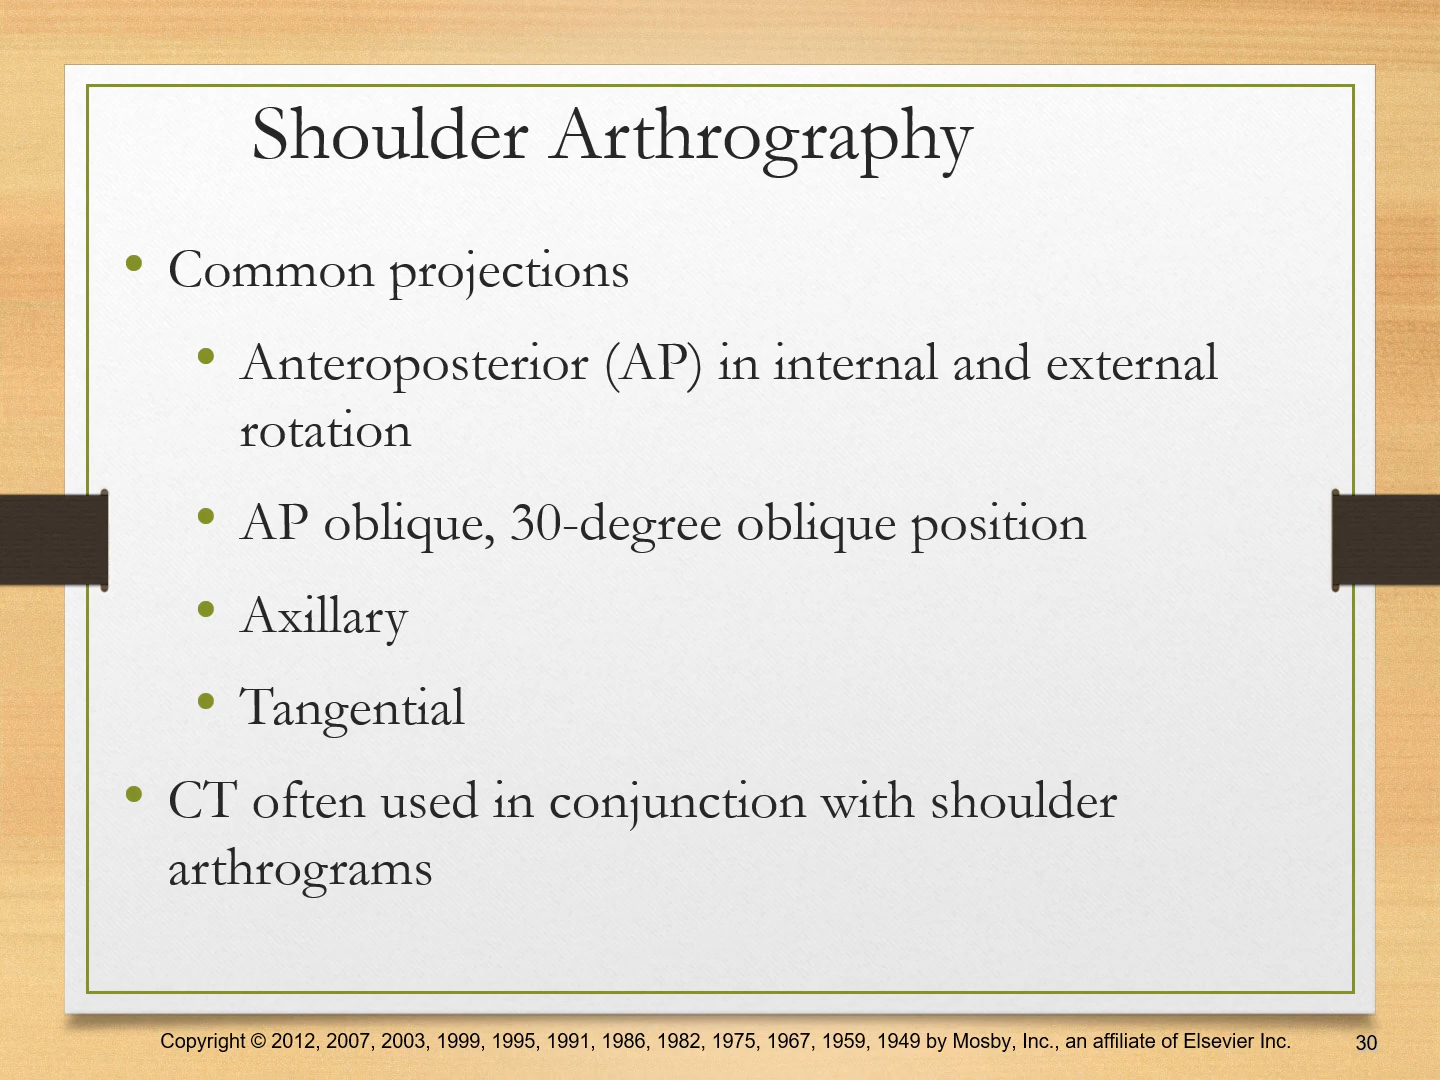 Shoulder Arthrography
• Common projections
• Anteroposterior (AP) in internal and external
rotation
• AP oblique, 30-degree oblique position
• Axillary
• Tangential
• CT often used in conjunction with shoulder
arthrograms
Copyright © 2012, 2007, 2003, 1999, 1995, 1991, 1986, 1982, 1975, 1967, 1959, 1949 by Mosby, Inc., an affiliate of Elsevier Inc.
30